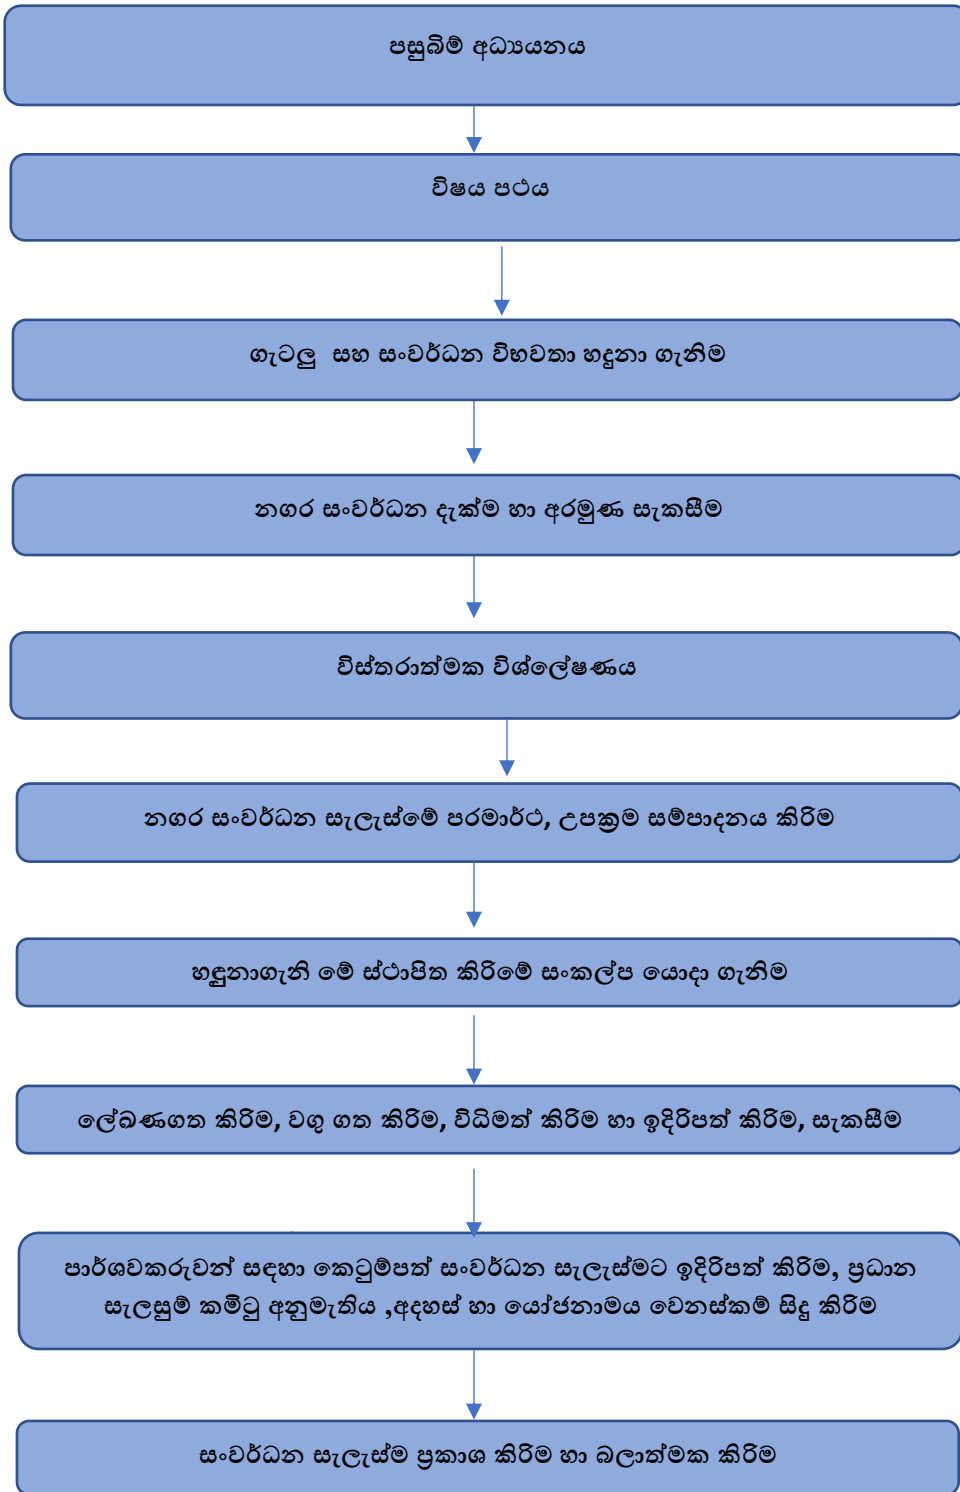 පසුබිම් අධ්‍යයනය
විෂය පථය
ගැටලු සහ සංවර්ධන විභවතා හදුනා ගැනිම
නගර සංවර්ධන දැක්ම හා අරමුණ සැකසීම
විස්තරාත්මක විශ්ලේෂණය
නගර සංවර්ධන සැලැස්මේ පරමාර්ථ, උපක්‍රම සම්පාදනය කිරිම
හඳුනාගැනි මේ ස්ථාපිත කිරිමේ සංකල්ප යොදා ගැනිම
ලේඛණගත කිරිම, වගු ගත කිරිම, විධිමත් කිරිම හා ඉදිරිපත් කිරිම, සැකසීම
පාර්ශවකරුවන් සඳහා කෙටුම්පත් සංවර්ධන සැලැස්මට ඉදිරිපත් කිරිම, ප්‍රධාන
සැලසුම් කමිටු අනුමැතිය ,අදහස් හා යෝජනාමය වෙනස්කම් සිදු කිරිම
සංවර්ධන සැලැස්ම ප්‍රකාශ කිරිම හා බලාත්මක කිරිම